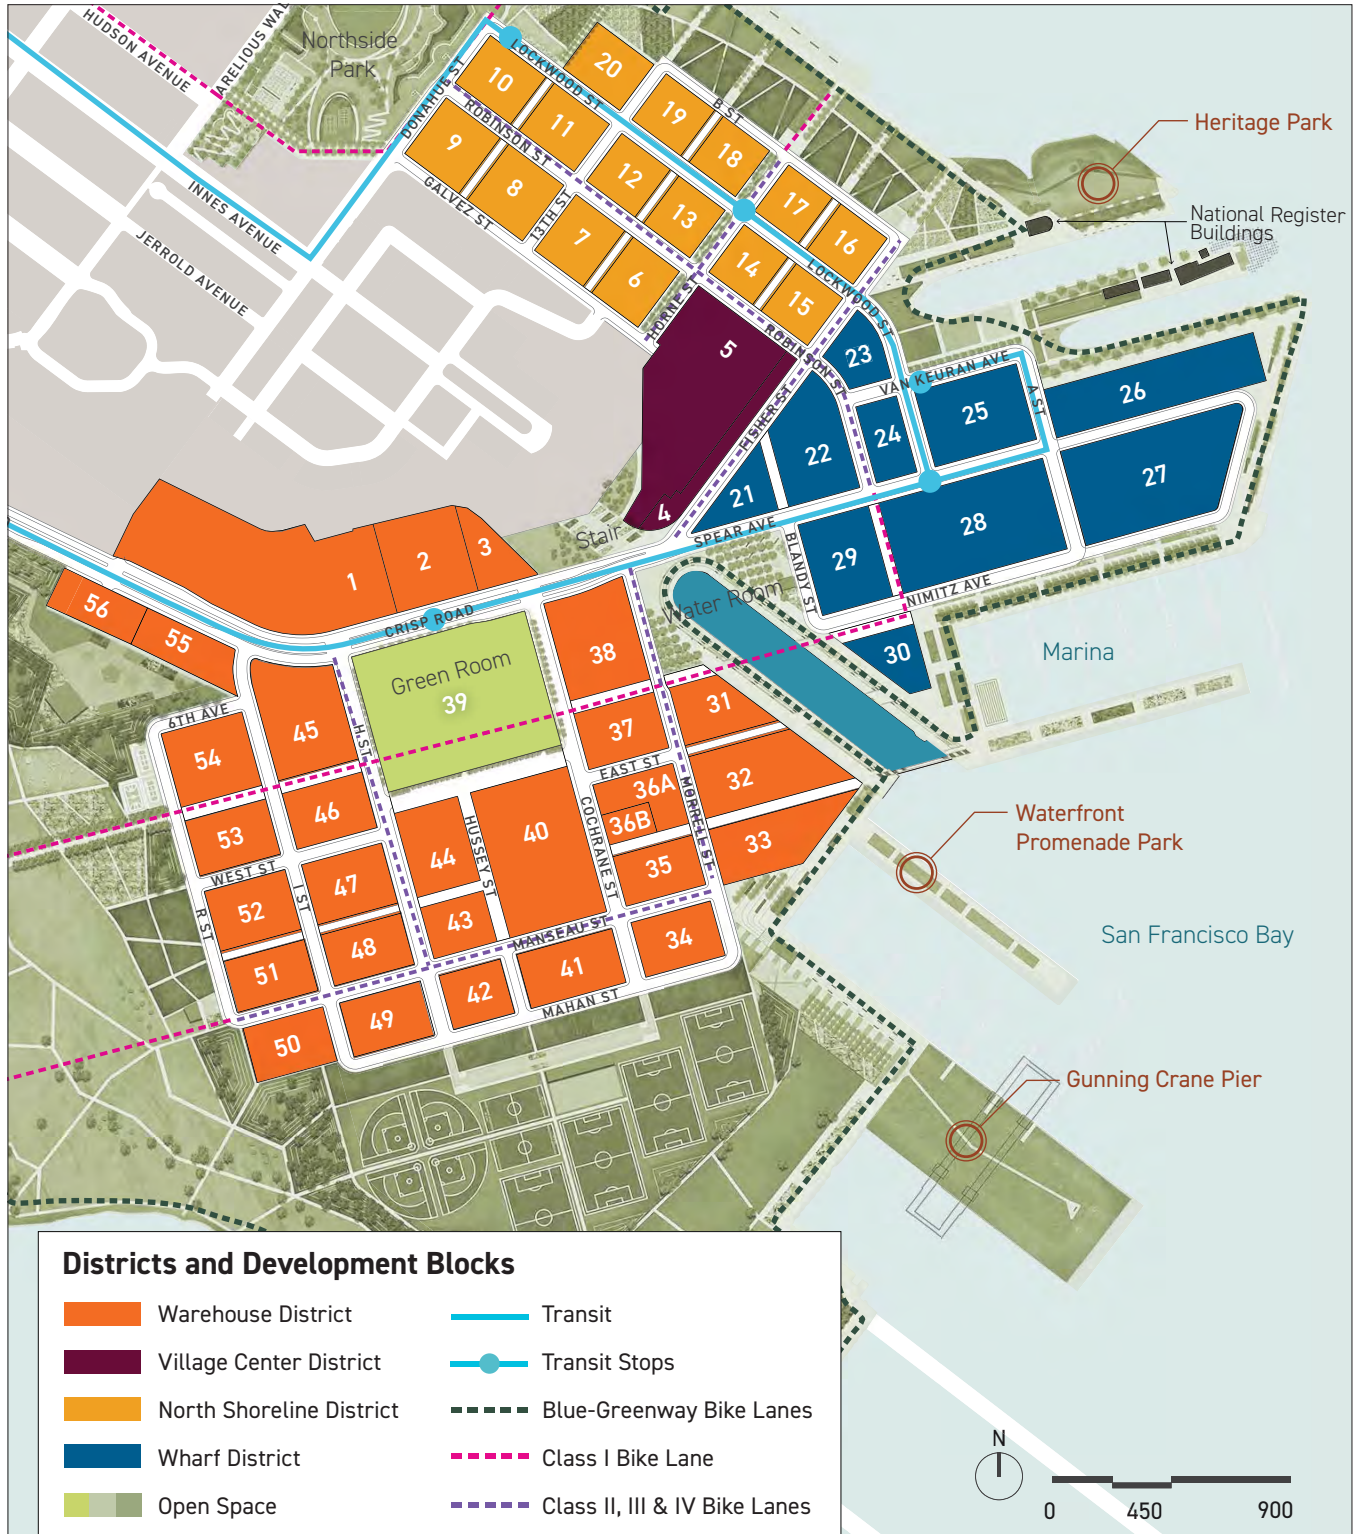 HUDSON AVENUE
ARELIOUS WAL
Northside
Park
DONAHUE ST
LOCKWOOD ST
20
10
ROBINSON ST
11
19
B ST
18
9
8
GALVEZ ST
13TH ST
12
13
17
16
7
6
14
15
LOCKWOOD ST
HORNE ST
ROBINSON ST
INNES AVENUE
JERROLD AVENUE
Heritage Park
National Register
Buildings
5
4
FISHER ST
23
VAN KEURAN AVE
A ST
26
25
24
22
21
27
28
29
SPEAR AVE
BLANDY ST
NIMITZ AVE
30
Stair
Water Room
Marina
1
2
3
CRISP ROAD
56
55
Green Room
39
38
31
37
EAST ST
36A
36B
32
33
35
34
MORRELL ST
COCHRANE ST
6TH AVE
54
45
H ST
46
53
WEST ST
52
I ST
R ST
47
48
51
44
HUSSEY ST
40
43
MANSEAU ST
41
42
49
50
MAHAN ST
Waterfront
Promenade Park
San Francisco Bay
Gunning Crane Pier
Districts and Development Blocks
Warehouse District
Village Center District
North Shoreline District
Wharf District
Open Space
Transit
Transit Stops
Blue-Greenway Bike Lanes
Class I Bike Lane
Class II, III & IV Bike Lanes
N
0 450 900